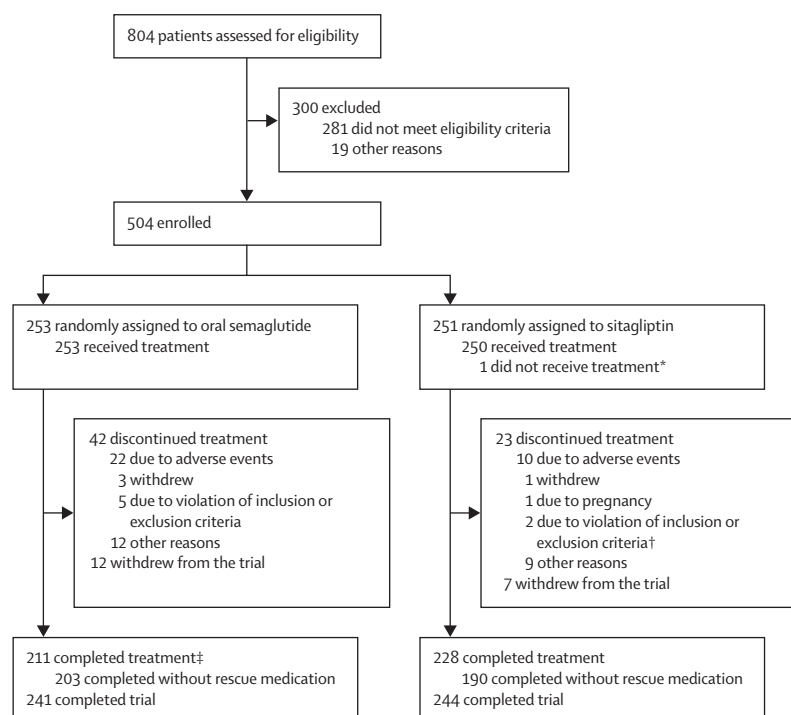 804 patients assessed for eligibility
300 excluded
281 did not meet eligibility criteria
19 other reasons
504 enrolled
253 randomly assigned to oral semaglutide
253 received treatment
251 randomly assigned to sitagliptin
250 received treatment
1 did not receive treatment*
42 discontinued treatment
22 due to adverse events
3 withdrew
5 due to violation of inclusion or
exclusion criteria
12 other reasons
12 withdrew from the trial
23 discontinued treatment
10 due to adverse events
1 withdrew
1 due to pregnancy
2 due to violation of inclusion or
exclusion criteria†
9 other reasons
7 withdrew from the trial
211 completed treatment‡
203 completed without rescue medication
241 completed trial
228 completed treatment
190 completed without rescue medication
244 completed trial